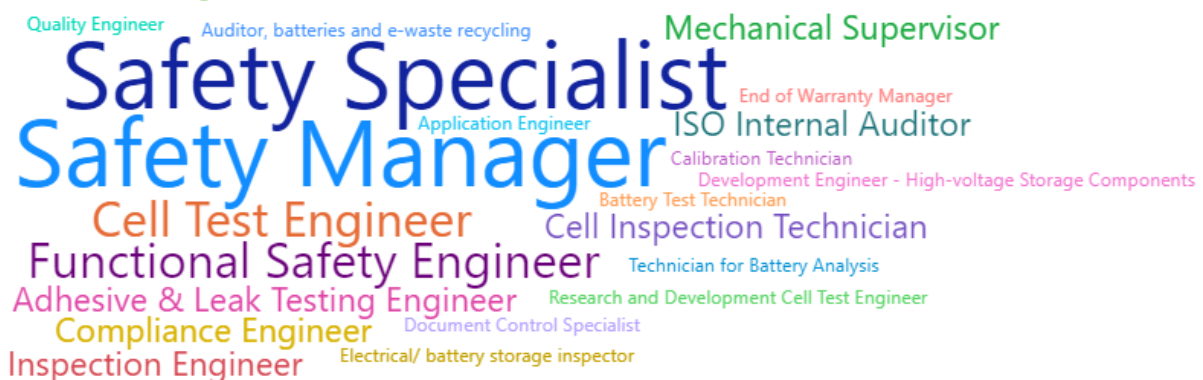 Quality Engineer
Auditor, batteries and e-waste recycling
Mechanical Supervisor
Safety Specialist
End of Warranty Manager
Application Engineer
ISO Internal Auditor
Safety Manager
Calibration Technician
Development Engineer - High-voltage Storage Components
Battery Test Technician
Cell Test Engineer
Cell Inspection Technician
Functional Safety Engineer
Technician for Battery Analysis
Adhesive & Leak Testing Engineer
Research and Development Cell Test Engineer
Compliance Engineer
Document Control Specialist
Inspection Engineer
Electrical/ battery storage inspector